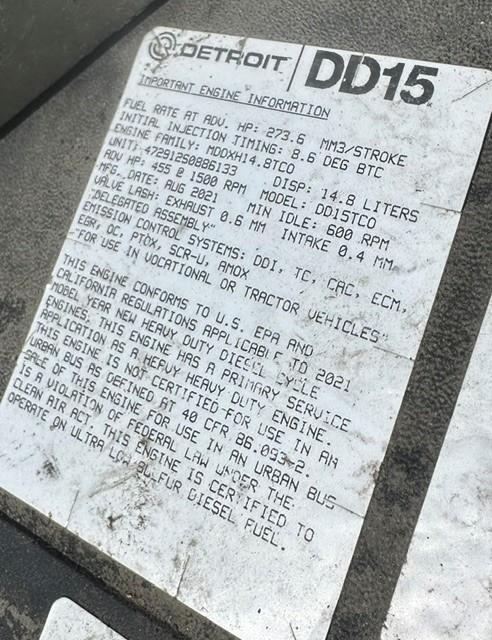 DETROIT DD15
IMPORTANT ENGINE INFORMATION
FUEL RATE AT ADV. HP: 273.6 MM3/STROKE
INITIAL INJECTION TIMING: 8.6 DEG BTC
ENGINE FAMILY: MDDXH14.8TCO DISP: 14.8 LITERS
UNIT: 472912S0886133 MODEL: DD15TCO
ADV HP: 455 @ 1500 RPM MIN IDLE: 600 RPM
MFG. DATE: AUG 2021
VALVE LASH: EXHAUST 0.6 MM INTAKE 0.4 MM
"DELEGATED ASSEMBLY"
EMISSION CONTROL SYSTEMS: DDI, TC, CAC, ECM,
EGR, OC, PTOX, SCR-U, AMOX
"FOR USE IN VOCATIONAL OR TRACTOR VEHICLES"
THIS ENGINE CONFORMS TO U.S. EPA AND
CALIFORNIA REGULATIONS APPLICABLE TO 2021
MODEL YEAR NEW HEAVY DUTY DIESEL CYCLE
ENGINES. THIS ENGINE HAS A PRIMARY SERVICE
APPLICATION AS A HEAVY HEAVY DUTY ENGINE.
THIS ENGINE IS NOT CERTIFIED FOR USE IN AN
URBAN BUS AS DEFINED AT 40 CFR 86.093-2
SALE OF THIS ENGINE FOR USE IN AN URBAN BUS
IS A VIOLATION OF FEDERAL LAW UNDER THE
CLEAN AIR ACT. THIS ENGINE IS CERTIFIED TO
OPERATE ON ULTRA LOW SULFUR DIESEL FUEL.